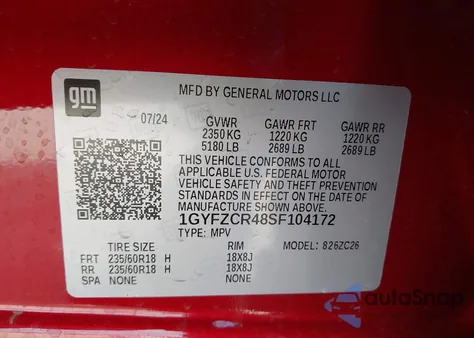 gm
MFD BY GENERAL MOTORS LLC
07/24 GVWR GAWR FRT GAWR RR
2350 KG 1220 KG 1220 KG
5180 LB 2689 LB 2689 LB
THIS VEHICLE CONFORMS TO ALL
APPLICABLE U.S. FEDERAL MOTOR
VEHICLE SAFETY AND THEFT PREVENTION
STANDARDS IN EFFECT ON THE DATE OF
MANUFACTURE SHOWN ABOVE.
1GYFZCR48SF104172
TYPE: MPV MODEL: 826ZC26
TIRE SIZE RIM
FRT 235/60R18 H 18X8J
RR 235/60R18 H 18X8J
SPA NONE NONE
autoSnap